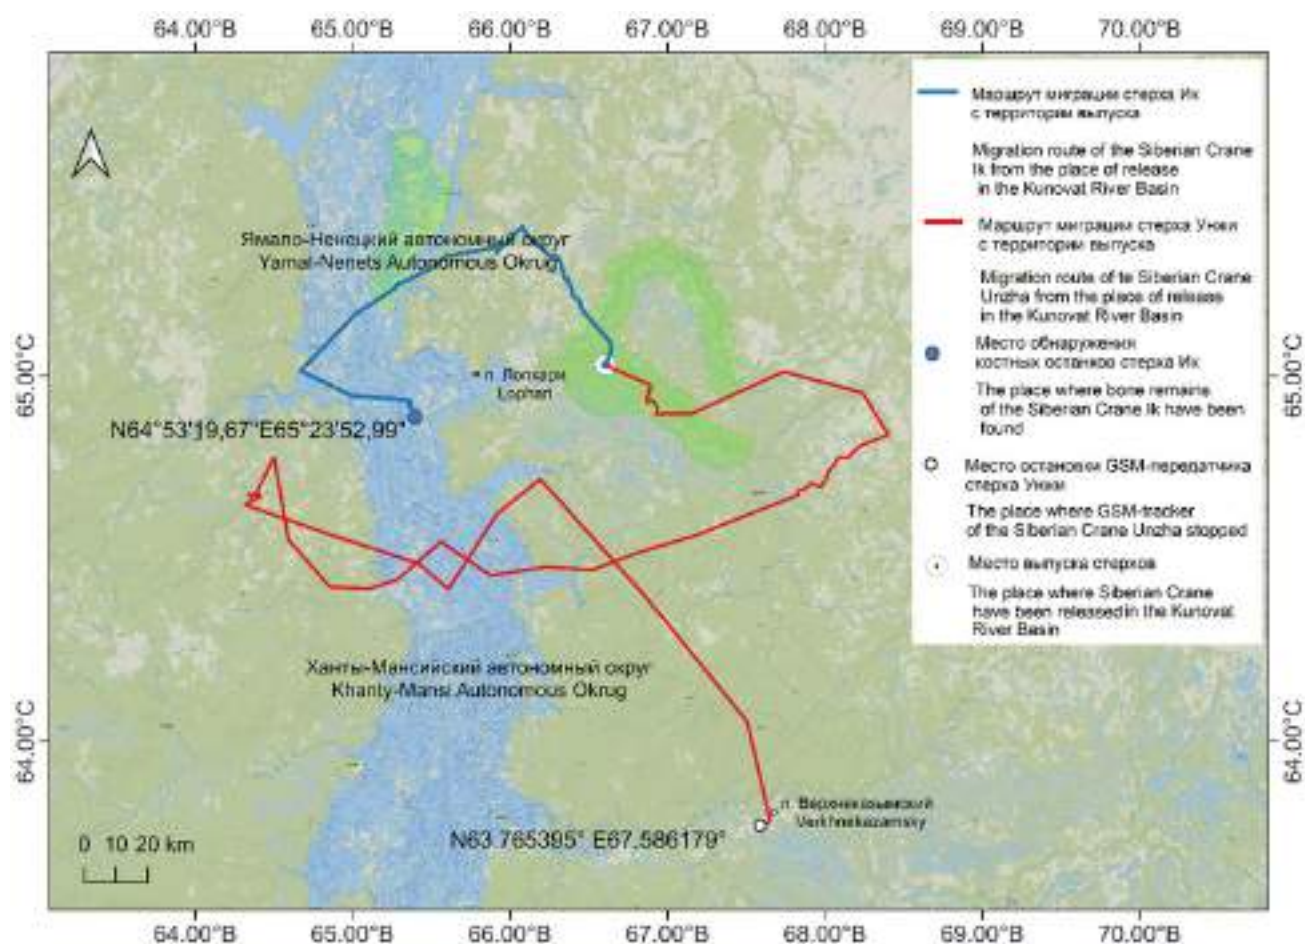 64.00°В 65.00°В 66.00°В 67.00°В 68.00°В 69.00°В 70.00°В
Маршрут миграции стерха Ик
с территории выпуска
Migration route of the Siberian Crane
Ik from the place of release
in the Kunovat River Basin
Маршрут миграции стерха Унжи
с территории выпуска
Migration route of te Siberian Crane
Unzha from the place of release
in the Kunovat River Basin
Место обнаружения
костных останков стерха Ик
The place where bone remains
of the Siberian Crane Ik have been
found
Место остановки GSM-передатчика
стерха Унжи
The place where GSM-tracker
of the Siberian Crane Unzha stopped
Место выпуска стерхов
The place where Siberian Crane
have been released in the Kunovat
River Basin
Ямало-Ненецкий автономный округ
Yamal-Nenets Autonomous Okrug
65.00°С
65.00°С
п. Лопхари
Lophari
N64°53'19,67"E65°23'52,99"
Ханты-Мансийский автономный округ
Khanty-Mansi Autonomous Okrug
64.00°С
64.00°С
п. Верхнеказымский
Verkhnekazamsky
N63.765395° E67.586179°
0 10 20 km
64.00°В 65.00°В 66.00°В 67.00°В 68.00°В 69.00°В 70.00°В